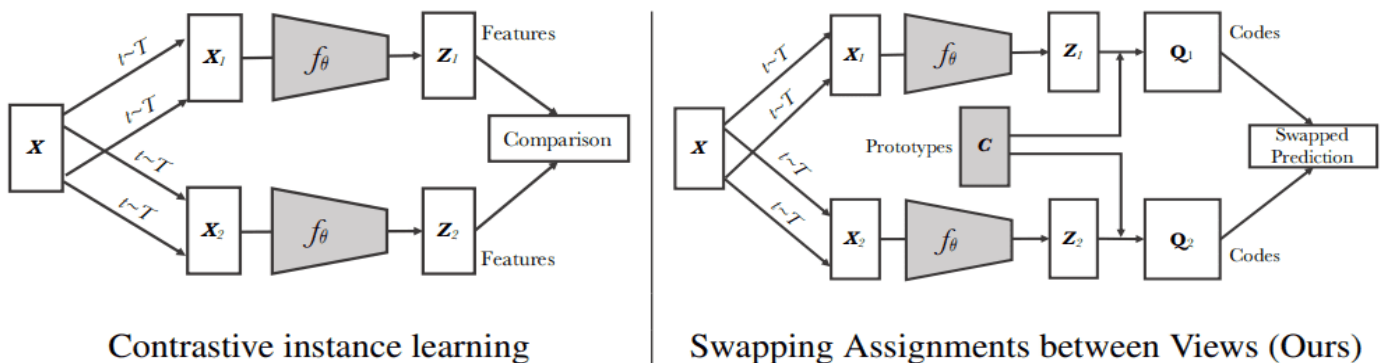 t~T
t~T
t~T
t~T
X
X₁
fθ
Z₁
Features
X₂
fθ
Z₂
Features
Comparison
Contrastive instance learning
t~T
t~T
t~T
t~T
X
X₁
fθ
Z₁
Q₁
Codes
Prototypes
C
Swapped
Prediction
X₂
fθ
Z₂
Q₂
Codes
Swapping Assignments between Views (Ours)